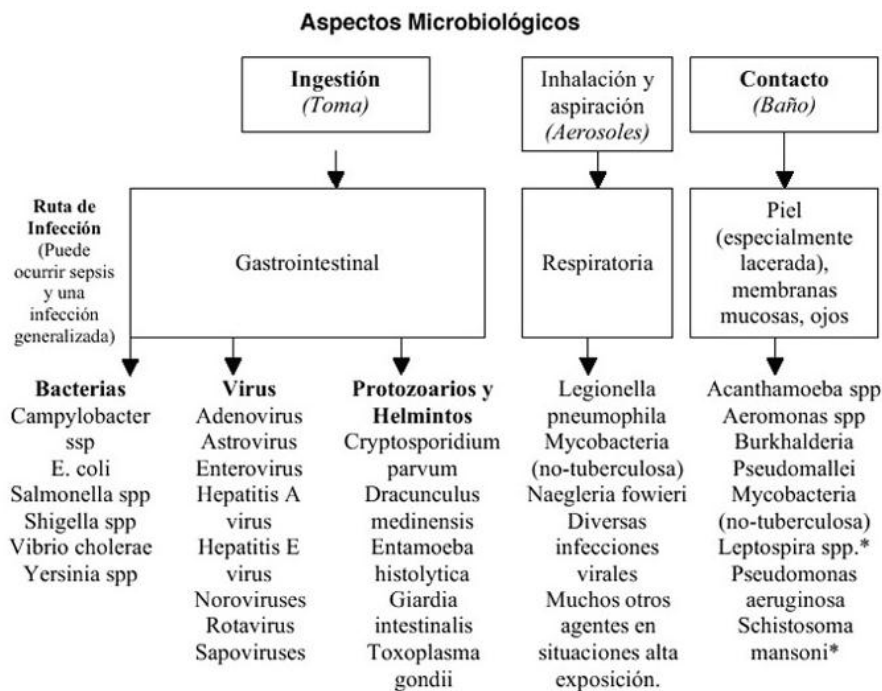 Aspectos Microbiológicos
Ingestión
(Toma)
Inhalación y
aspiración
(Aerosoles)
Contacto
(Baño)
Ruta de
Infección
(Puede
ocurrir sepsis
y una
infección
generalizada)
Gastrointestinal
Respiratoria
Piel
(especialmente
lacerada),
membranas
mucosas, ojos
Bacterias
Campylobacter
ssp
E. coli
Salmonella spp
Shigella spp
Vibrio cholerae
Yersinia spp
Virus
Adenovirus
Astrovirus
Enterovirus
Hepatitis A
virus
Hepatitis E
virus
Noroviruses
Rotavirus
Sapoviruses
Protozoarios y
Helmintos
Cryptosporidium
parvum
Dracunculus
medinensis
Entamoeba
histolytica
Giardia
intestinalis
Toxoplasma
gondii
Legionella
pneumophila
Mycobacteria
(no-tuberculosa)
Naegleria fowieri
Diversas
infecciones
virales
Muchos otros
agentes en
situaciones alta
exposición.
Acanthamoeba spp
Aeromonas spp
Burkhalderia
Pseudomallei
Mycobacteria
(no-tuberculosa)
Leptospira spp.*
Pseudomonas
aeruginosa
Schistosoma
mansoni*